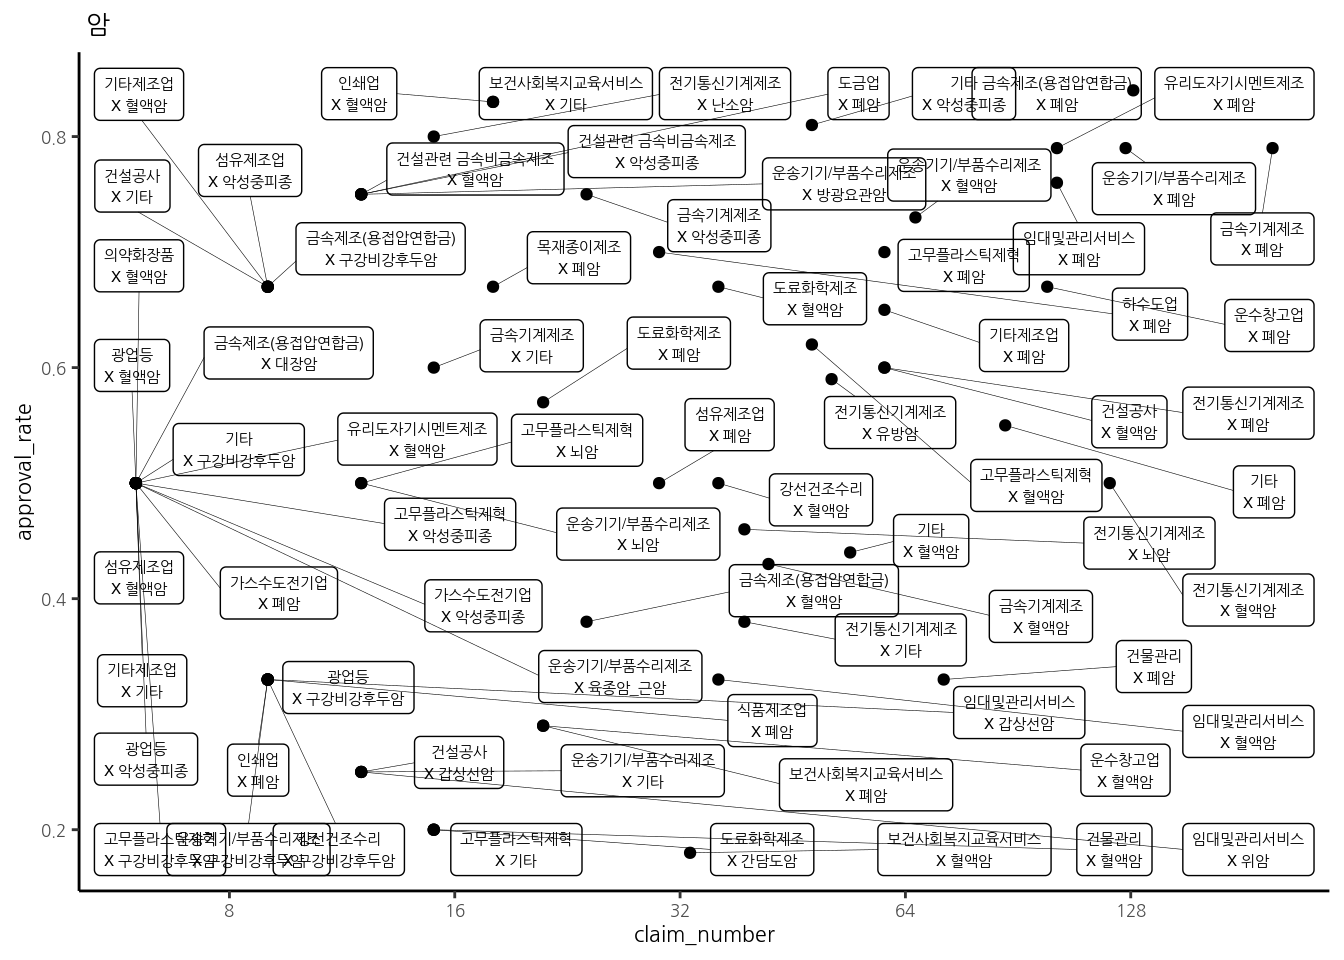 암
기타제조업
X 혈액암
인쇄업
X 혈액암
보건사회복지교육서비스
X 기타
전기통신기계제조
X 난소암
도금업
X 폐암
기타
X 악성중피종
금속제조(용접압연합금)
X 폐암
유리도자기시멘트제조
X 폐암
건설관련 금속비금속제조
X 악성중피종
건설관련 금속비금속제조
X 혈액암
섬유제조업
X 악성중피종
건설공사
X 기타
운송기기/부품수리제조
X 방광요관암
운송기기/부품수리제조
X 혈액암
운송기기/부품수리제조
X 폐암
금속기계제조
X 악성중피종
금속기계제조
X 폐암
금속제조(용접압연합금)
X 구강비강후두암
임대및관리서비스
X 폐암
의약화장품
X 혈액암
목재종이제조
X 폐암
고무플라스틱제혁
X 폐암
도료화학제조
X 혈액암
하수도업
X 폐암
운수창고업
X 폐암
금속제조(용접압연합금)
X 대장암
금속기계제조
X 기타
도료화학제조
X 폐암
기타제조업
X 폐암
광업등
X 혈액암
전기통신기계제조
X 폐암
건설공사
X 혈액암
전기통신기계제조
X 유방암
섬유제조업
X 폐암
유리도자기시멘트제조
X 혈액암
고무플라스틱제혁
X 뇌암
기타
X 구강비강후두암
고무플라스틱제혁
X 혈액암
기타
X 폐암
강선건조수리
X 혈액암
고무플라스틱제혁
X 악성중피종
운송기기/부품수리제조
X 뇌암
기타
X 혈액암
전기통신기계제조
X 뇌암
섬유제조업
X 혈액암
가스수도전기업
X 폐암
가스수도전기업
X 악성중피종
금속제조(용접압연합금)
X 혈액암
금속기계제조
X 혈액암
전기통신기계제조
X 혈액암
전기통신기계제조
X 기타
건물관리
X 폐암
기타제조업
X 기타
광업등
X 구강비강후두암
운송기기/부품수리제조
X 육종암_근암
식품제조업
X 폐암
임대및관리서비스
X 갑상선암
임대및관리서비스
X 혈액암
광업등
X 악성중피종
인쇄업
X 폐암
건설공사
X 갑상선암
운송기기/부품수리제조
X 기타
보건사회복지교육서비스
X 폐암
운수창고업
X 혈액암
고무플라스틱제혁
X 구강비강후두암
운송기기/부품수리제조
X 구강비강후두암
강선건조수리
X 구강비강후두암
고무플라스틱제혁
X 기타
도료화학제조
X 간담도암
보건사회복지교육서비스
X 혈액암
건물관리
X 혈액암
임대및관리서비스
X 위암
approval_rate
0.8
0.6
0.4
0.2
8
16
32
64
128
claim_number